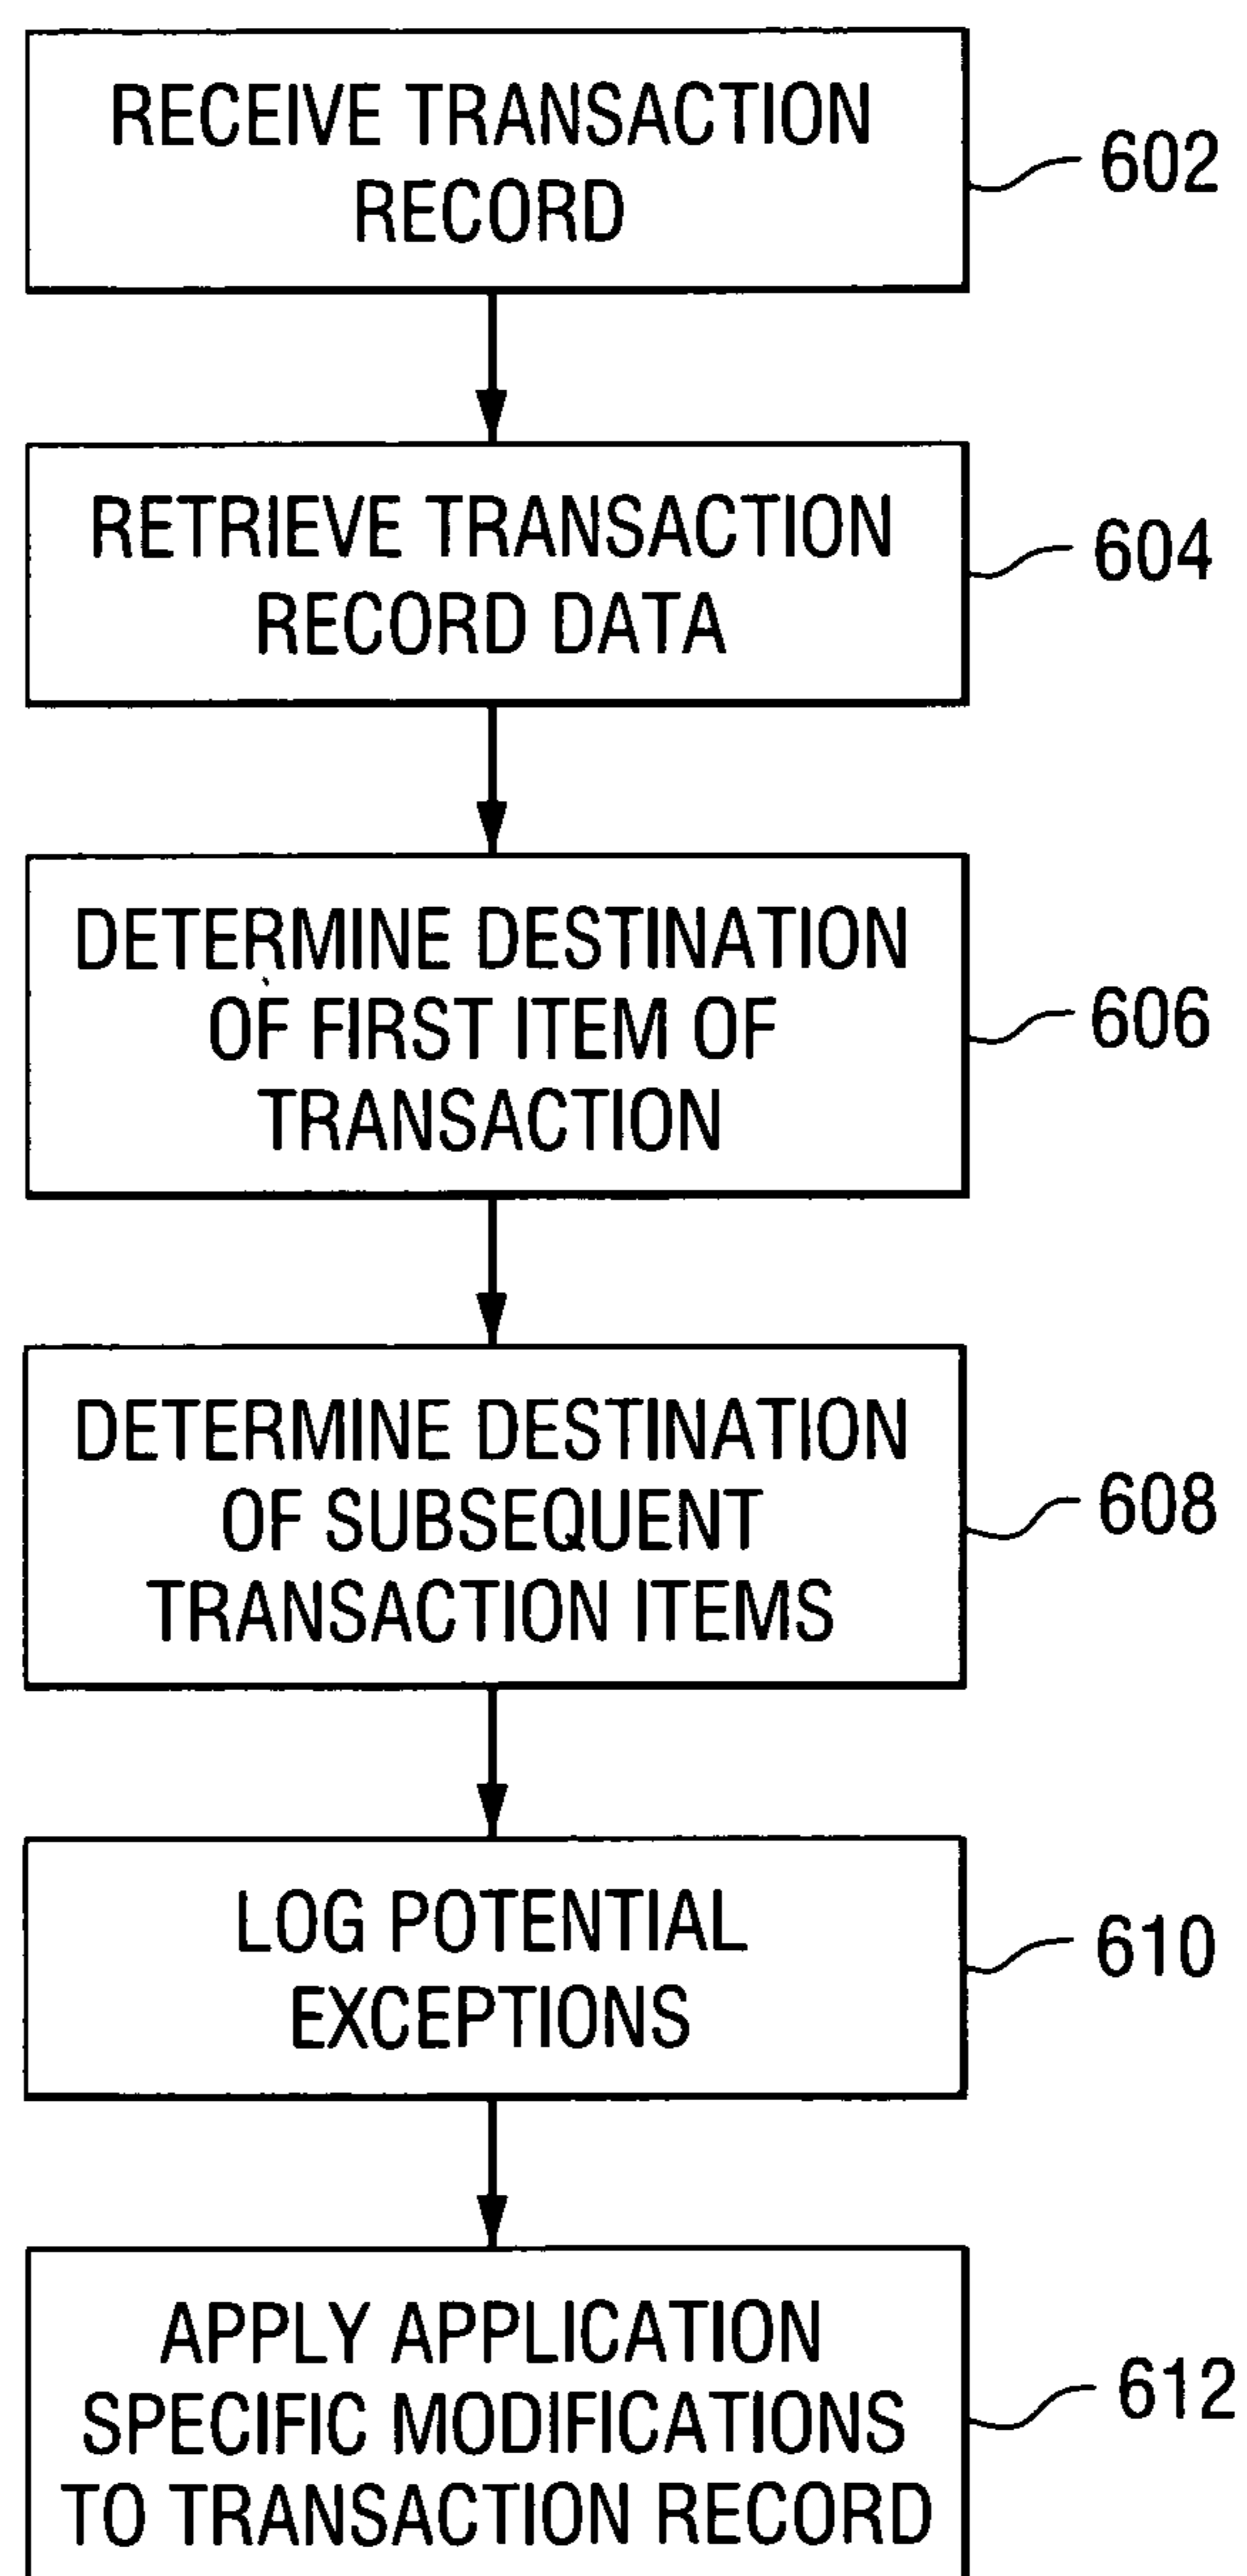 RECEIVE TRANSACTION
RECORD
602
RETRIEVE TRANSACTION
RECORD DATA
604
DETERMINE DESTINATION
OF FIRST ITEM OF
TRANSACTION
606
DETERMINE DESTINATION
OF SUBSEQUENT
TRANSACTION ITEMS
608
LOG POTENTIAL
EXCEPTIONS
610
APPLY APPLICATION
SPECIFIC MODIFICATIONS
TO TRANSACTION RECORD
612